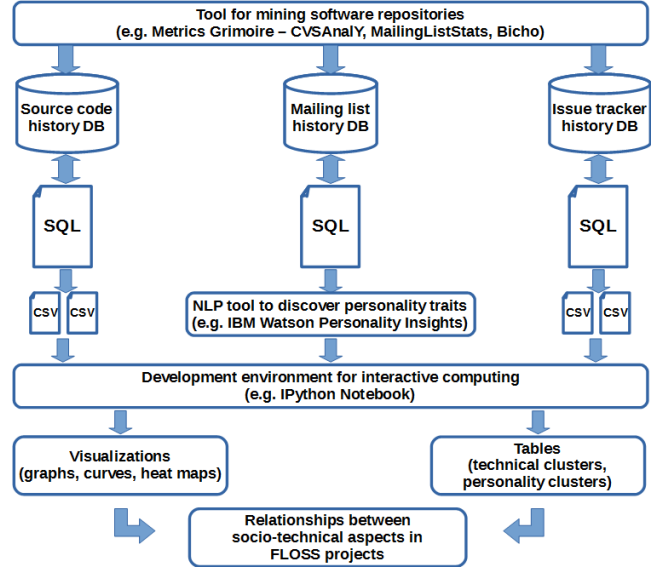 Tool for mining software repositories
(e.g. Metrics Grimoire – CVSAnalY, MailingListStats, Bicho)
Source code
history DB
Mailing list
history DB
Issue tracker
history DB
SQL
SQL
SQL
CSV
CSV
NLP tool to discover personality traits
(e.g. IBM Watson Personality Insights)
CSV
CSV
Development environment for interactive computing
(e.g. IPython Notebook)
Visualizations
(graphs, curves, heat maps)
Tables
(technical clusters,
personality clusters)
Relationships between
socio-technical aspects in
FLOSS projects